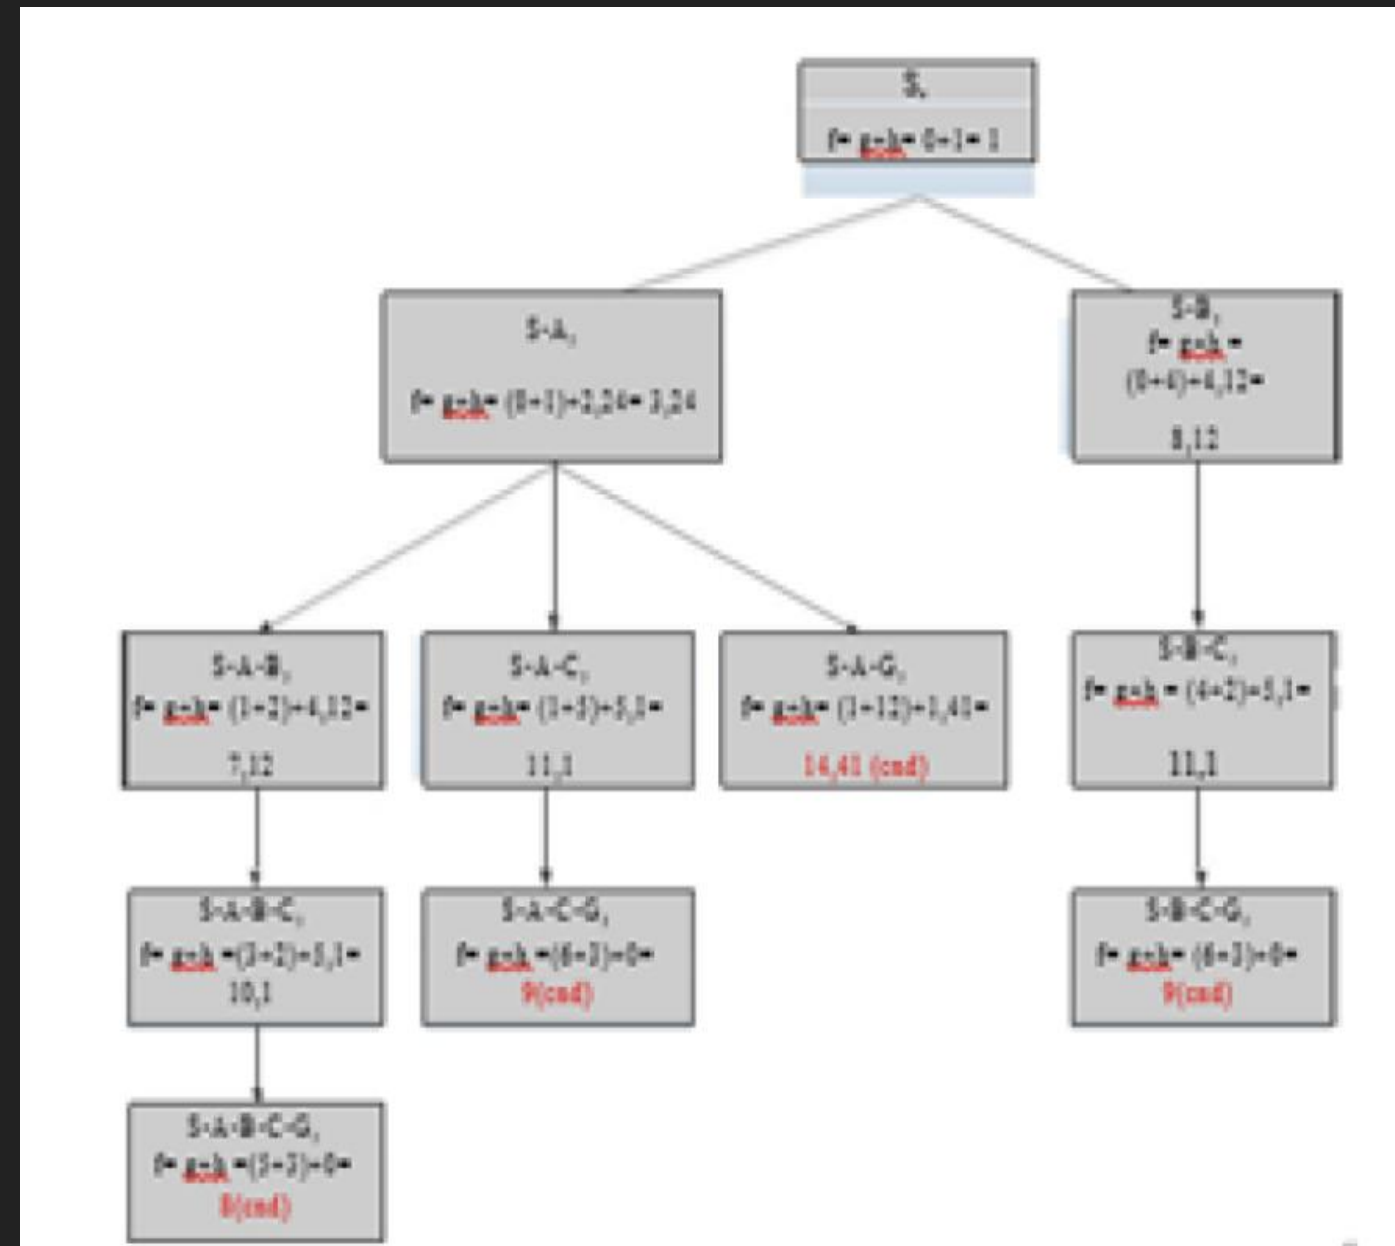 S,
f= g+h= 0+1= 1
S-A,
f= g+h= (0+1)+2,24= 3,24
S-B,
f= g+h =
(0+4)+4,12=
8,12
S-A-B,
f= g+h= (1+2)+4,12=
7,12
S-A-C,
f= g+h= (1+5)+5,1=
11,1
S-A-G,
f= g+h= (1+12)+1,41=
14,41 (end)
S-B-C,
f= g+h = (4+2)+5,1=
11,1
S-A-B-C,
f= g+h =(3+2)+5,1=
10,1
S-A-C-G,
f= g+h =(6+3)+0=
9(end)
S-B-C-G,
f= g+h= (6+3)+0=
9(end)
S-A-B-C-G,
f= g+h =(5+3)+0=
8(end)